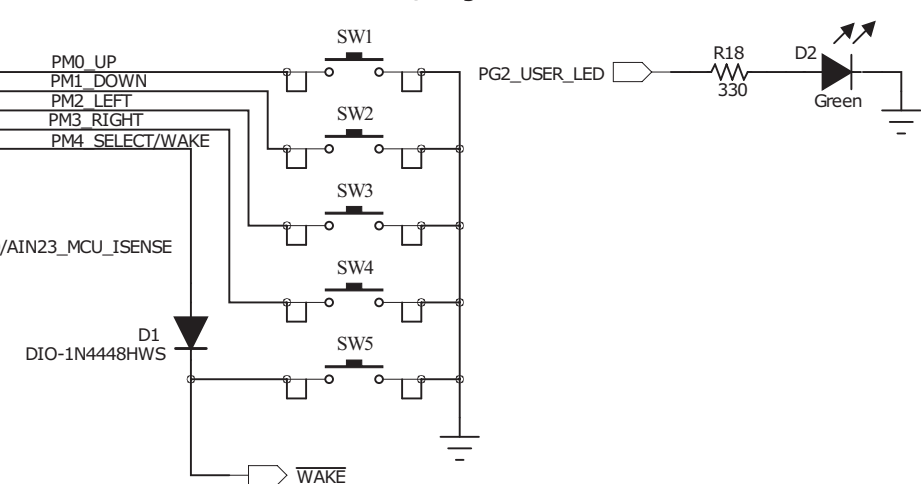 SW1
PM0_UP
PM1_DOWN
PM2_LEFT
PM3_RIGHT
PM4_SELECT/WAKE
SW2
SW3
/AIN23_MCU_ISENSE
SW4
D1
DIO-1N4448HWS
SW5
WAKE
PG2_USER_LED
R18
330
D2
Green